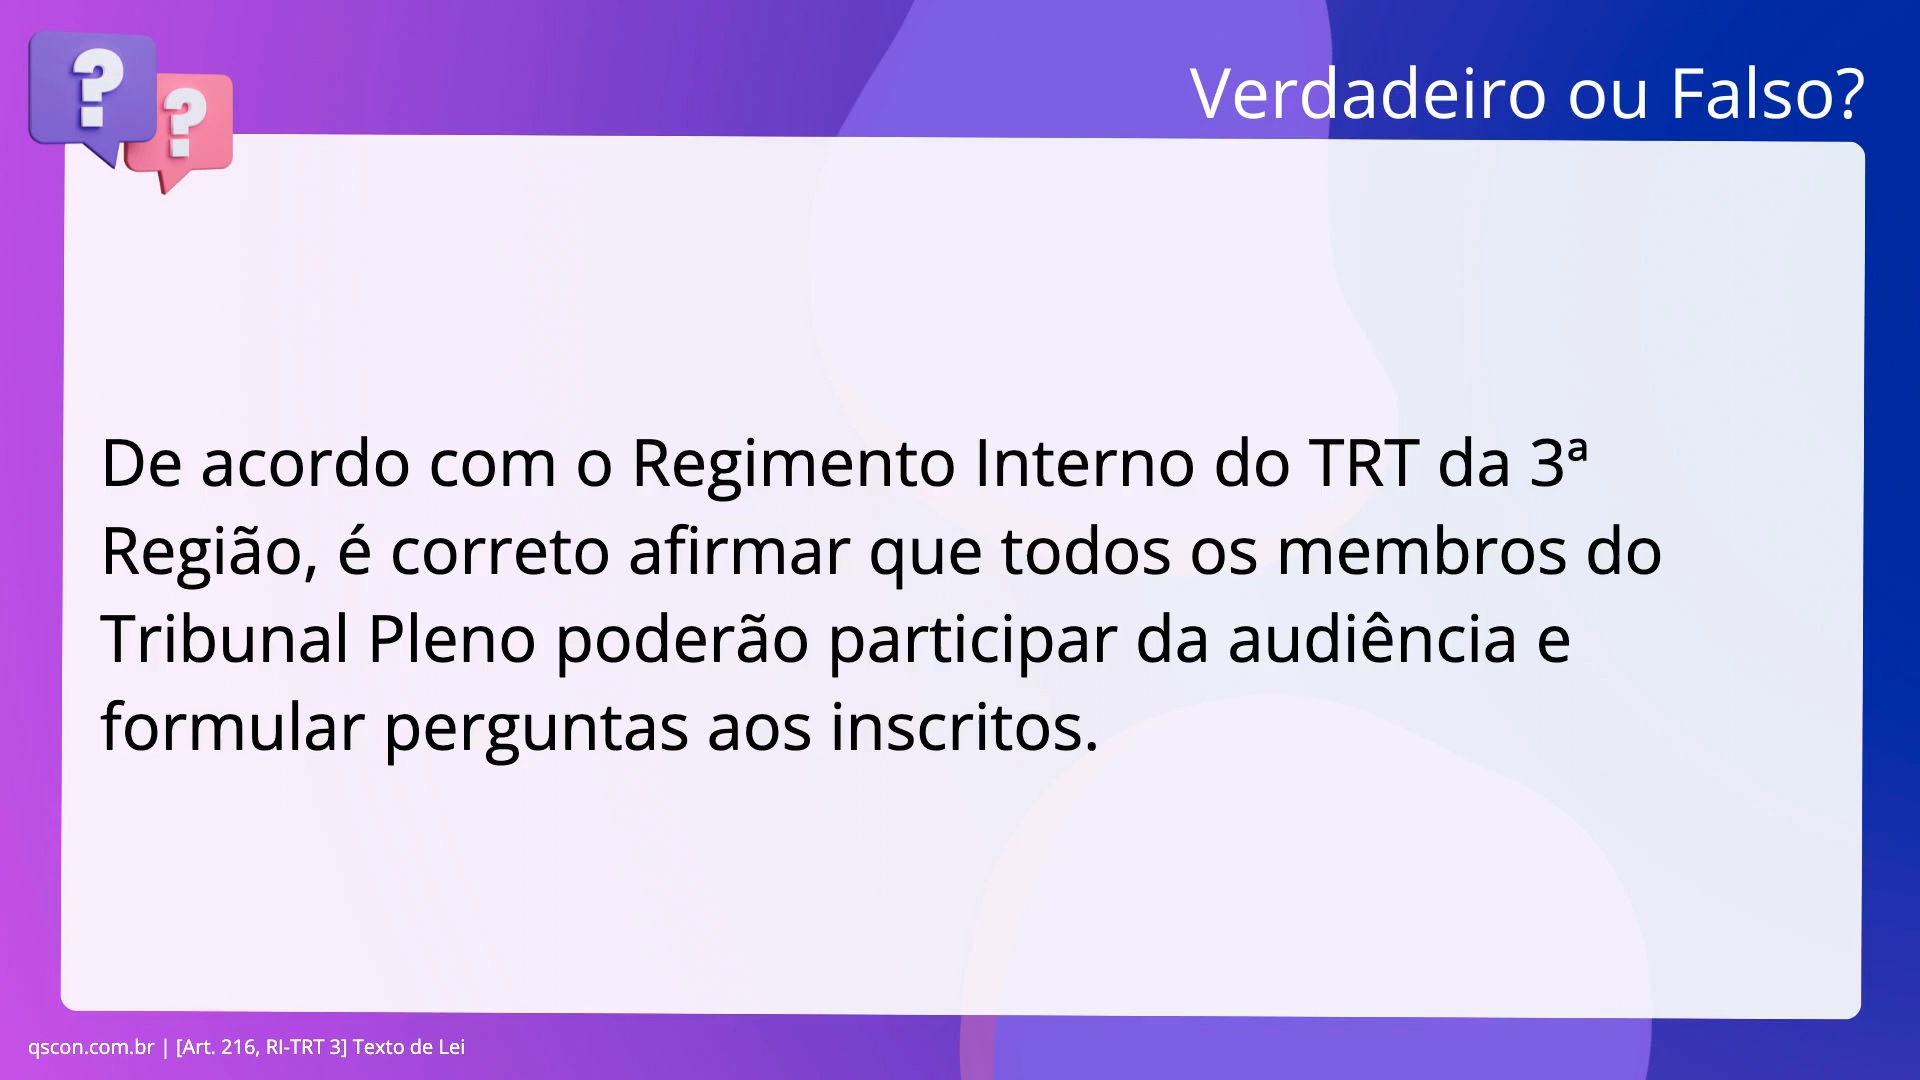 Verdadeiro ou Falso?
De acordo com o Regimento Interno do TRT da 3ª
Região, é correto afirmar que todos os membros do
Tribunal Pleno poderão participar da audiência e
formular perguntas aos inscritos.
qscon.com.br | [Art. 216, RI-TRT 3] Texto de Lei